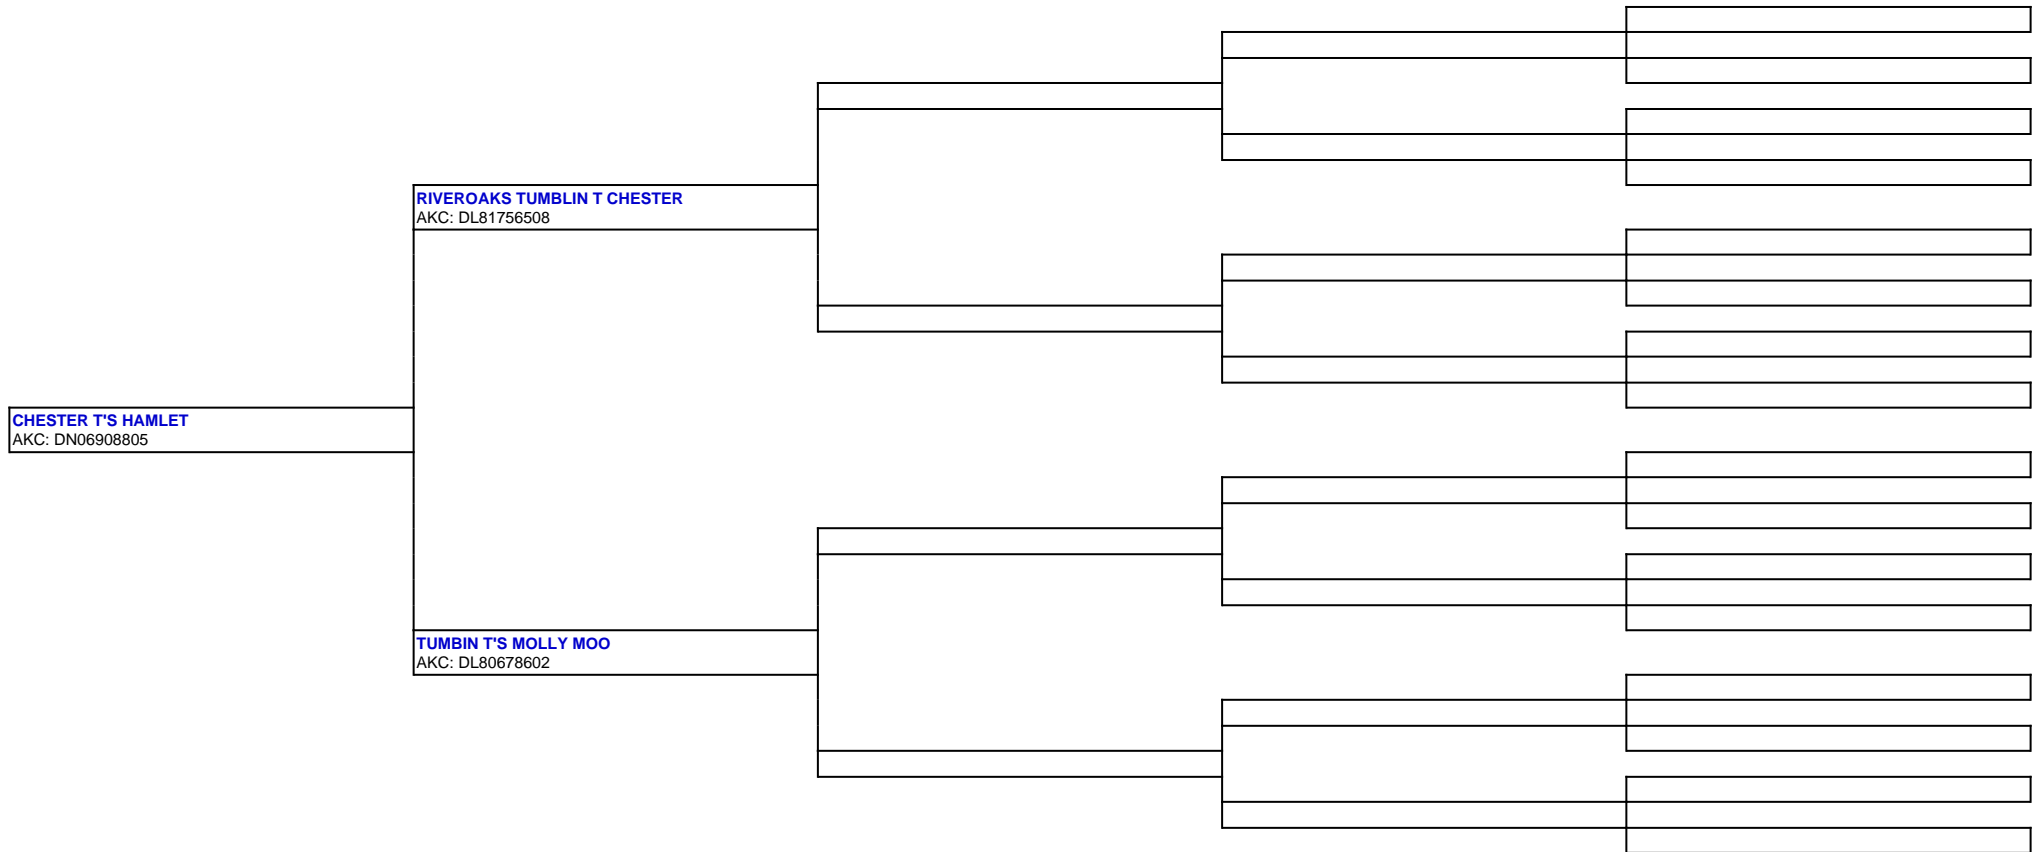 RIVEROAKS TUMBLIN T CHESTER
AKC: DL81756508
CHESTER T'S HAMLET
AKC: DN06908805
TUMBIN T'S MOLLY MOO
AKC: DL80678602